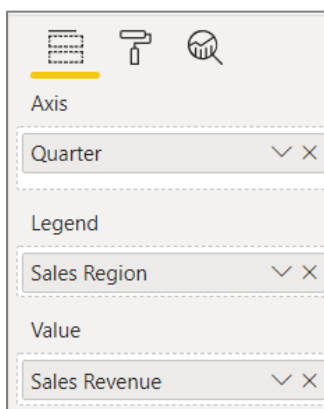 Axis
Quarter
Legend
Sales Region
Value
Sales Revenue